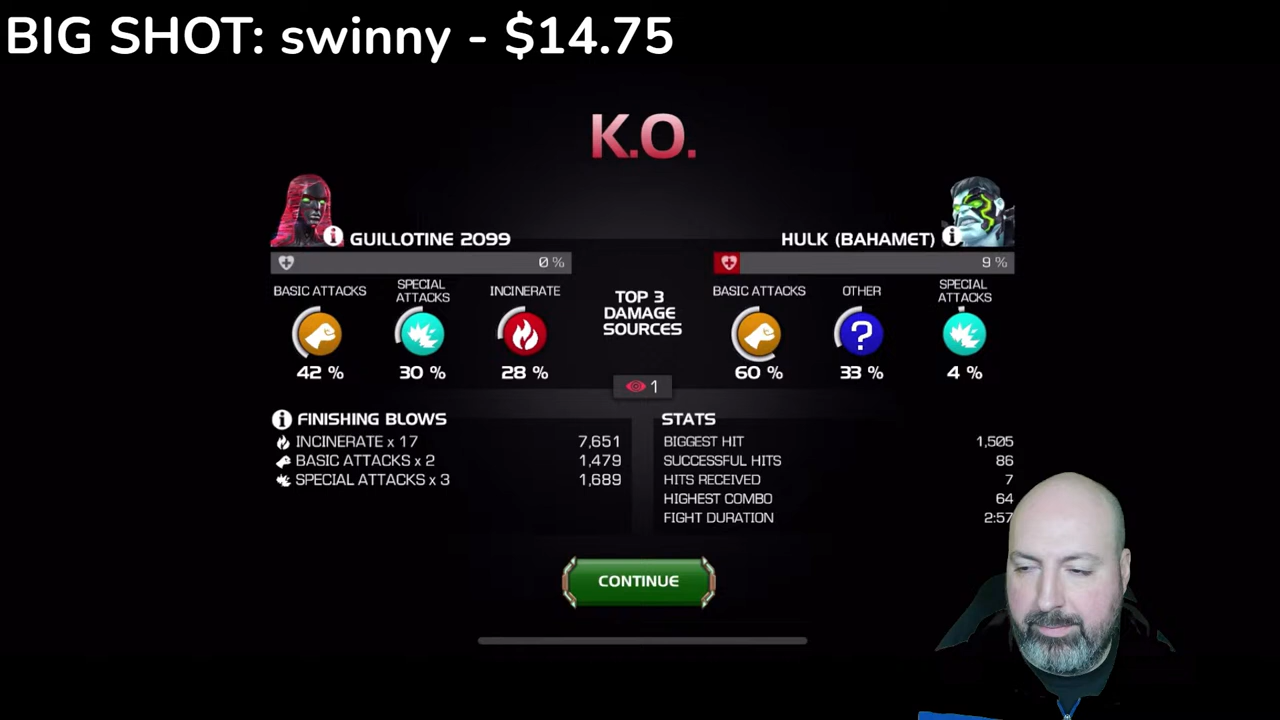 BIG SHOT: swinny - $14.75
K.O.
GUILLOTINE 2099
HULK (BAHAMET)
0 %
9 %
BASIC ATTACKS
SPECIAL ATTACKS
INCINERATE
TOP 3
DAMAGE
SOURCES
BASIC ATTACKS
OTHER
SPECIAL ATTACKS
?
42 %
30 %
28 %
60 %
33 %
4 %
1
FINISHING BLOWS
INCINERATE x 17 7,651
BASIC ATTACKS x 2 1,479
SPECIAL ATTACKS x 3 1,689
STATS
BIGGEST HIT 1,505
SUCCESSFUL HITS 86
HITS RECEIVED 7
HIGHEST COMBO 64
FIGHT DURATION 2:57
CONTINUE